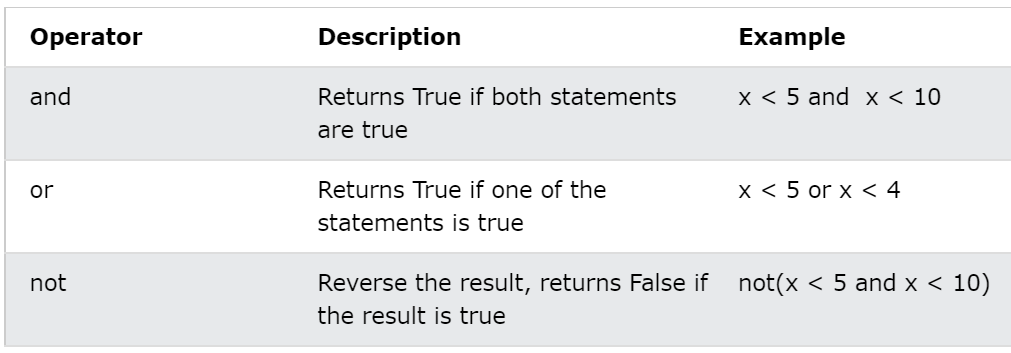 Operator Description Example
and Returns True if both statements x < 5 and  x < 10
are true
or Returns True if one of the x < 5 or x < 4
statements is true
not Reverse the result, returns False if not(x < 5 and x < 10)
the result is true